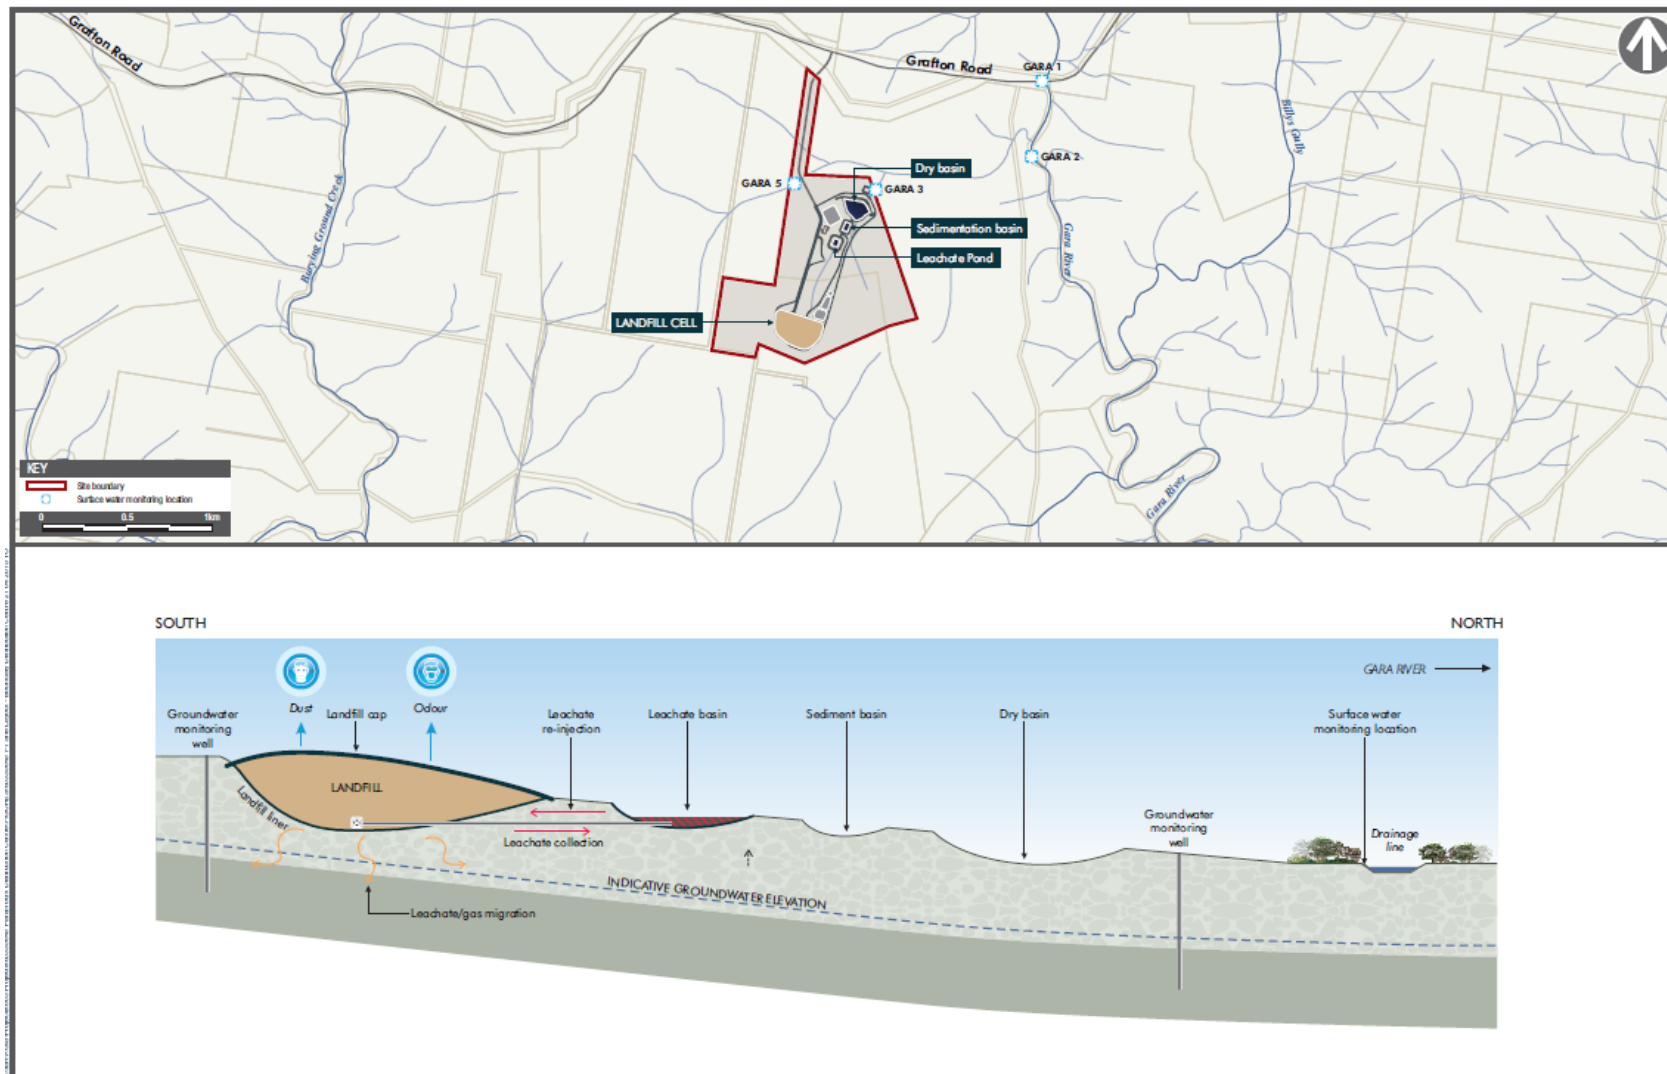 Grafton Road
Grafton Road
GARA 1
Billys Gully
GARA 2
Dry basin
GARA 5
GARA 3
Burying Ground Creek
Sedimentation basin
Gara River
Leachate Pond
LANDFILL CELL
KEY
Site boundary
Surface water monitoring location
0 0.5 1km
Gara River
SOUTH
NORTH
GARA RIVER
Dust
Landfill cap
Odour
Groundwater
monitoring
well
Leachate
re-injection
Leachate basin
Sediment basin
Dry basin
Surface water
monitoring location
LANDFILL
Landfill liner
Leachate collection
Groundwater
monitoring
well
Drainage
line
INDICATIVE GROUNDWATER ELEVATION
Leachate/gas migration